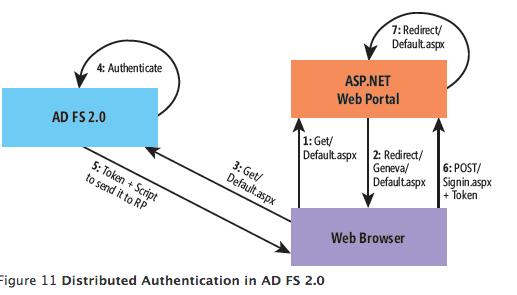 7: Redirect/
Default.aspx
4: Authenticate
ASP.NET
Web Portal
AD FS 2.0
1: Get/
Default.aspx
2: Redirect/
Geneva/
Default.aspx
6: POST/
Signin.aspx
+ Token
3: Get/
Default.aspx
5: Token + Script
to send it to RP
Web Browser
Figure 11 Distributed Authentication in AD FS 2.0